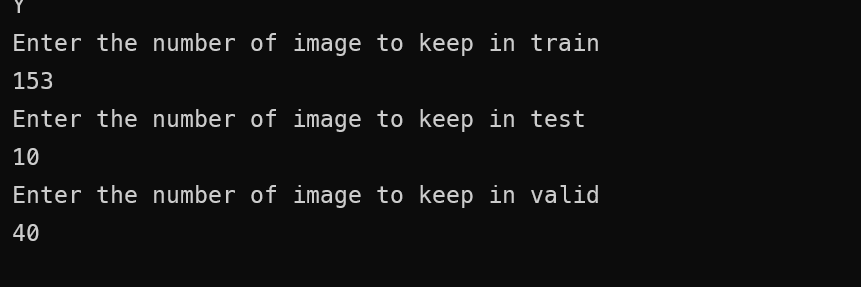 Y
Enter the number of image to keep in train
153
Enter the number of image to keep in test
10
Enter the number of image to keep in valid
40